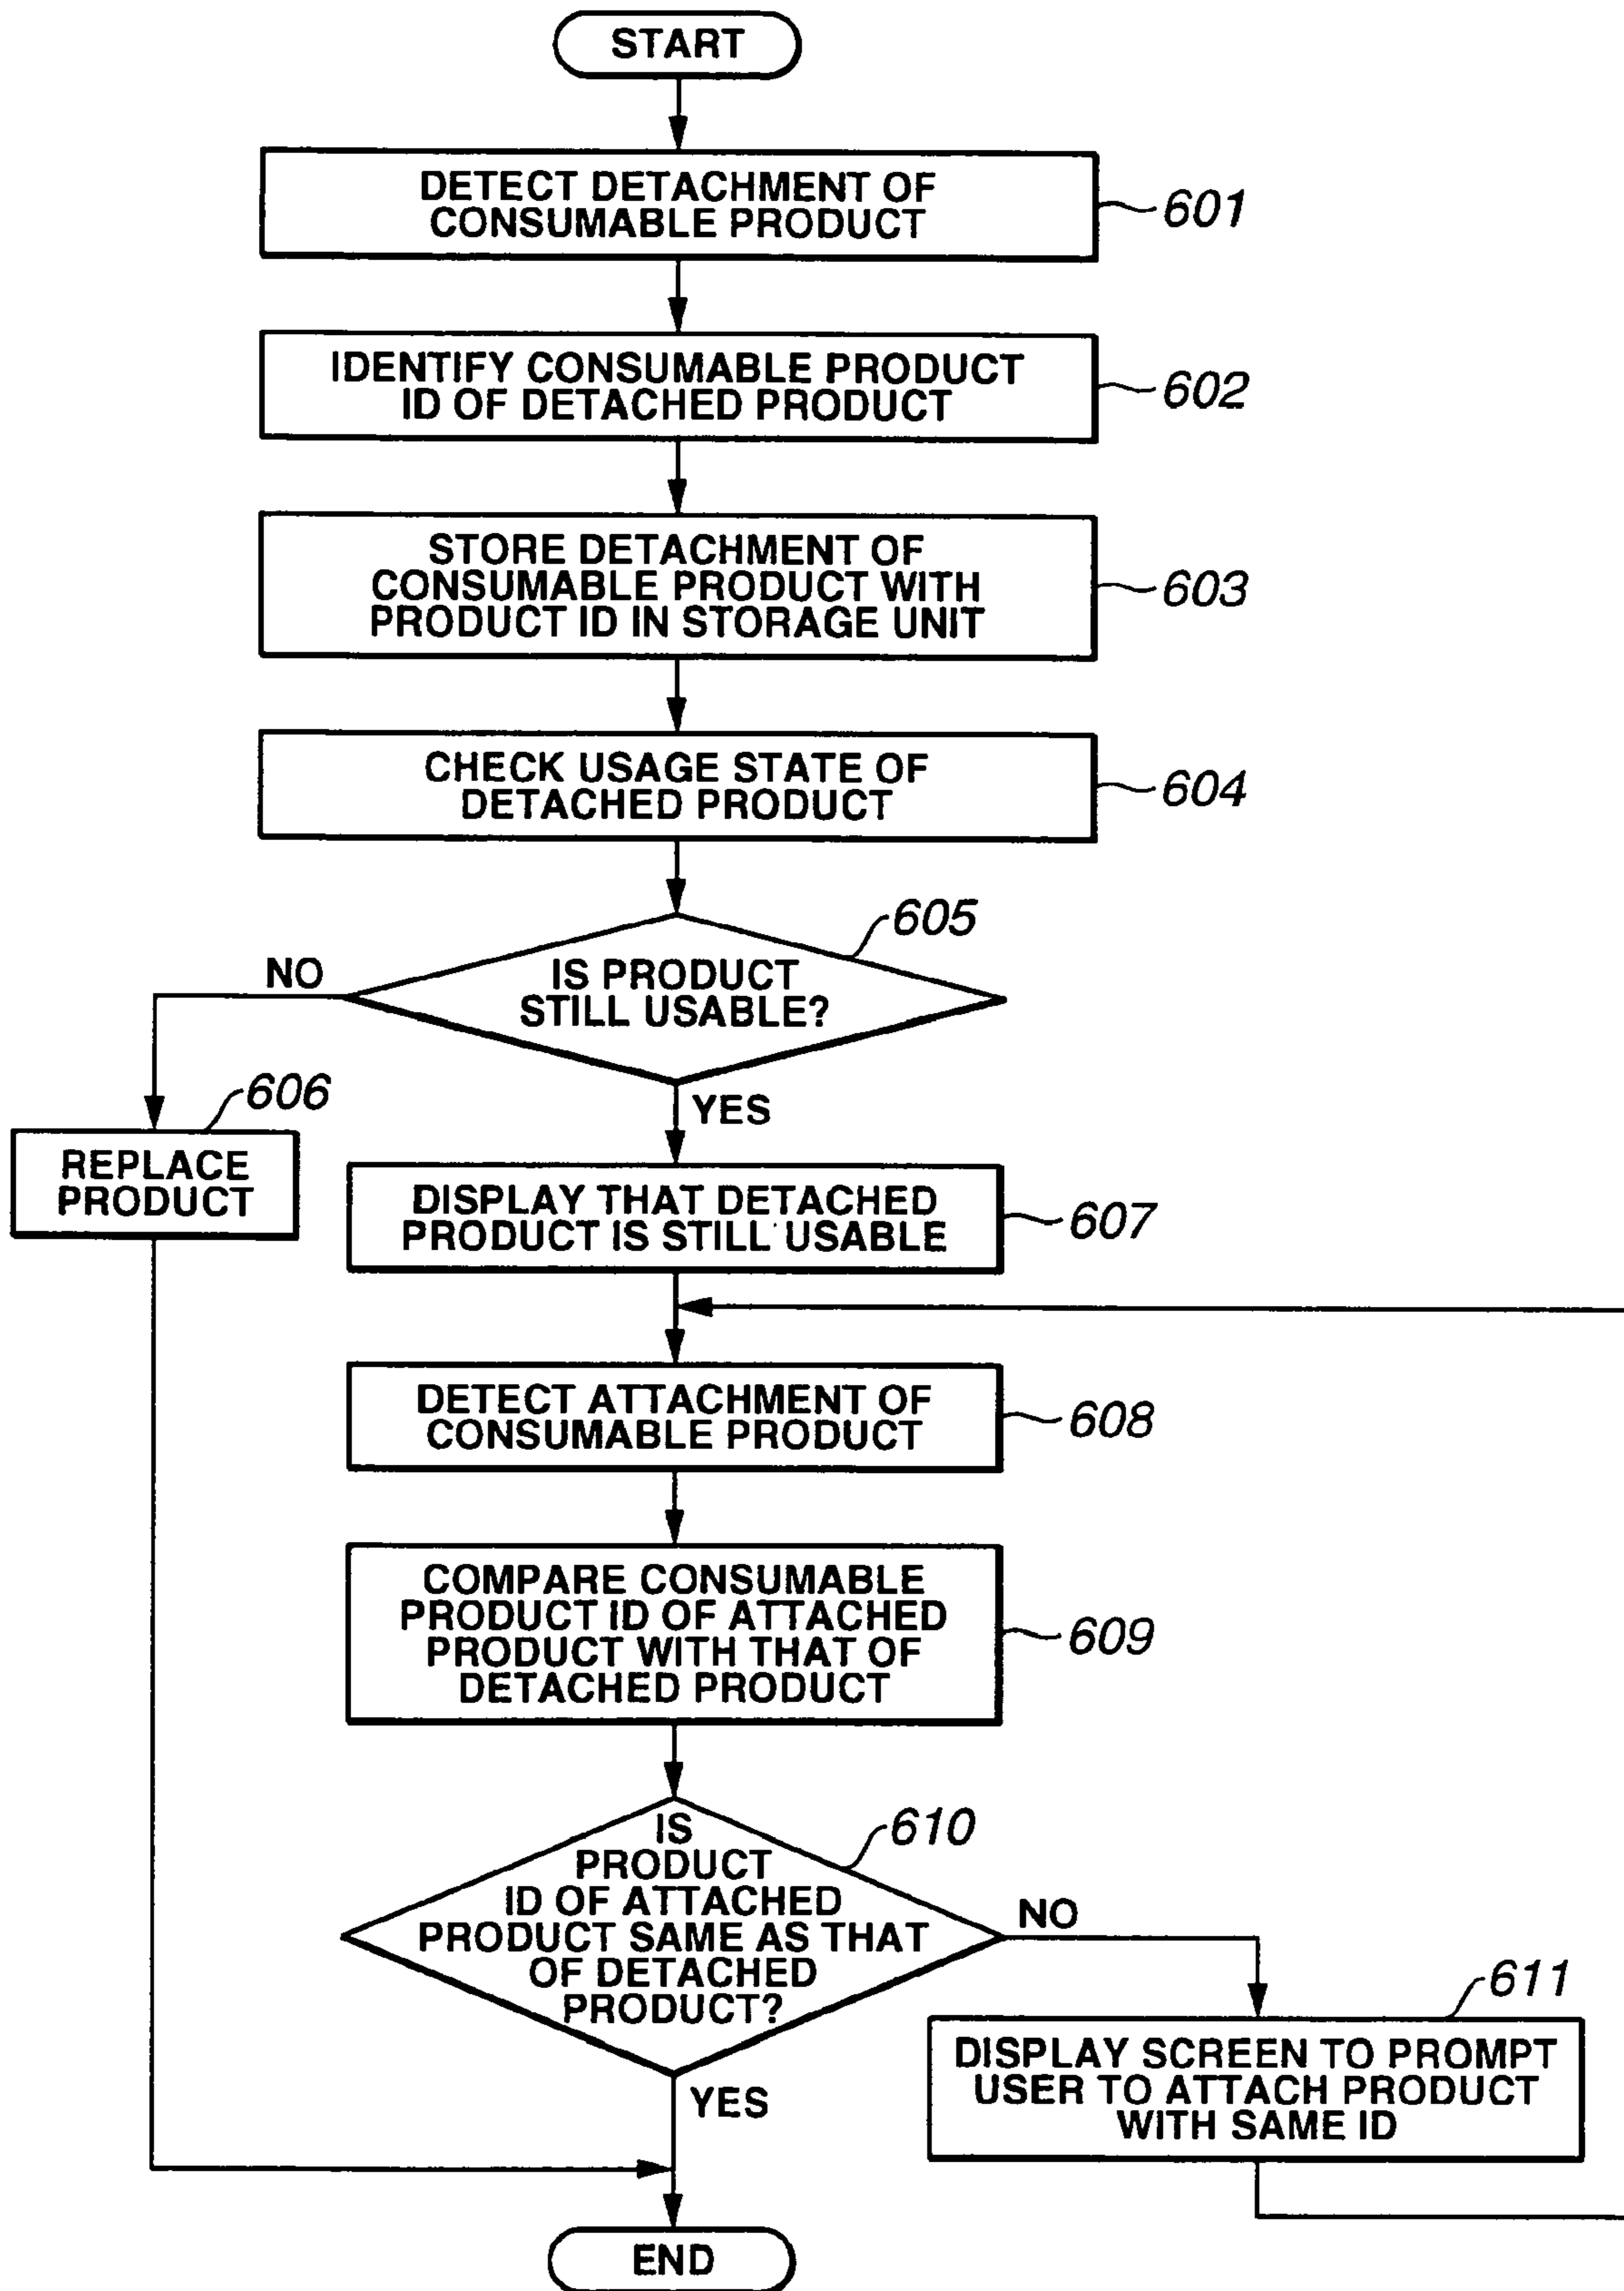 START
DETECT DETACHMENT OF
CONSUMABLE PRODUCT
601
IDENTIFY CONSUMABLE PRODUCT
ID OF DETACHED PRODUCT
602
STORE DETACHMENT OF
CONSUMABLE PRODUCT WITH
PRODUCT ID IN STORAGE UNIT
603
CHECK USAGE STATE OF
DETACHED PRODUCT
604
605
IS PRODUCT
STILL USABLE?
NO
YES
606
REPLACE
PRODUCT
DISPLAY THAT DETACHED
PRODUCT IS STILL USABLE
607
DETECT ATTACHMENT OF
CONSUMABLE PRODUCT
608
COMPARE CONSUMABLE
PRODUCT ID OF ATTACHED
PRODUCT WITH THAT OF
DETACHED PRODUCT
609
610
IS
PRODUCT
ID OF ATTACHED
PRODUCT SAME AS THAT
OF DETACHED
PRODUCT?
NO
611
DISPLAY SCREEN TO PROMPT
USER TO ATTACH PRODUCT
WITH SAME ID
YES
END